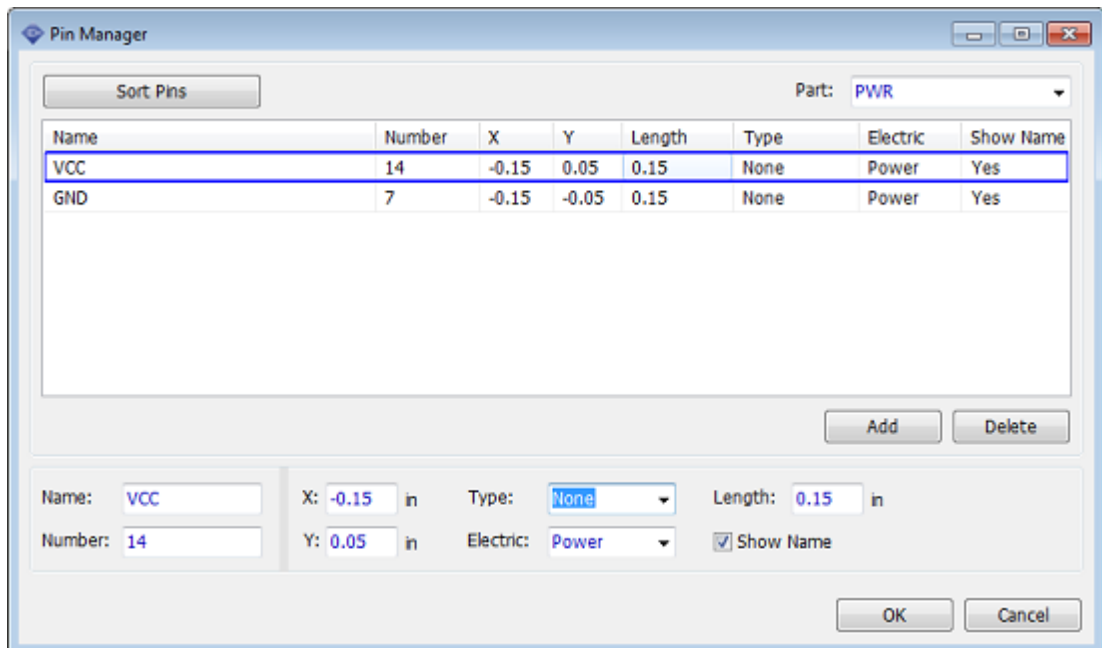 Pin Manager
Sort Pins Part: PWR
Name Number X Y Length Type Electric Show Name
VCC 14 -0.15 0.05 0.15 None Power Yes
GND 7 -0.15 -0.05 0.15 None Power Yes
Add Delete
Name: VCC X: -0.15 in Type: None Length: 0.15 in
Number: 14 Y: 0.05 in Electric: Power Show Name
OK Cancel